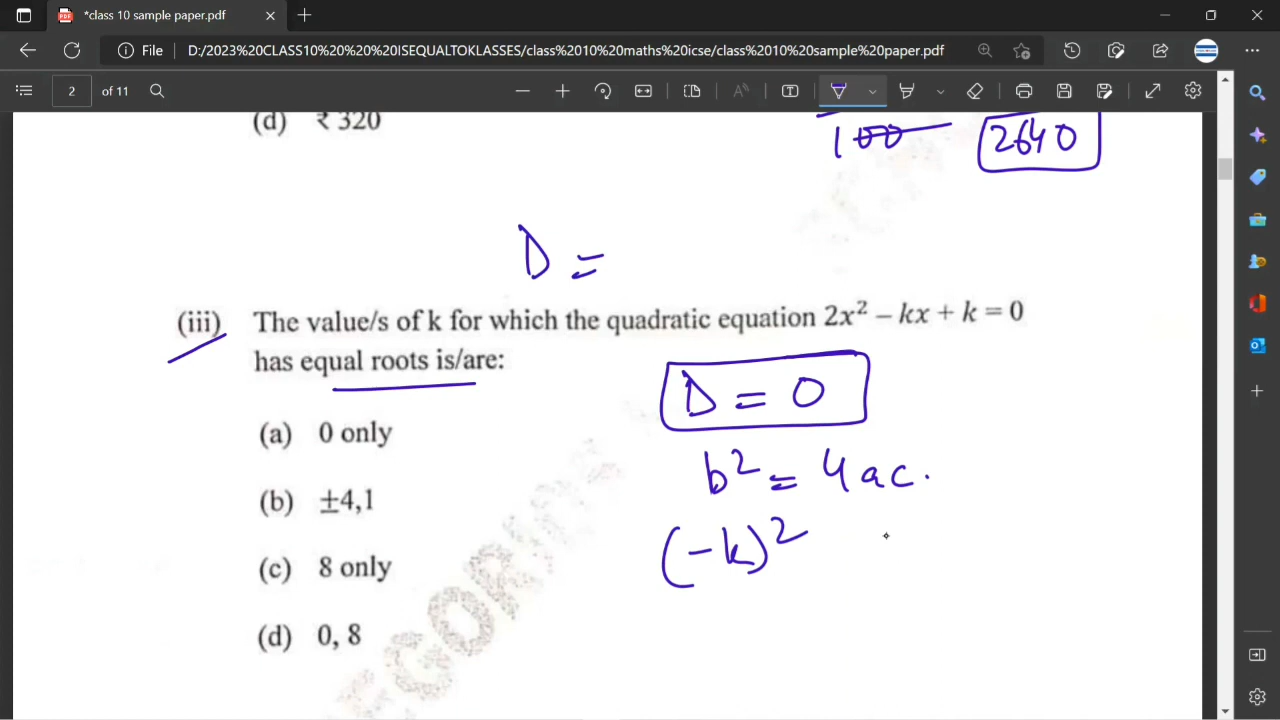 *class 10 sample paper.pdf
File D:/2023%20CLASS10%20%20%20ISEQUALTOKLASSES/class%2010%20maths%20icse/class%2010%20sample%20paper.pdf
2 of 11
(d) ₹ 320
100 2640
D =
(iii) The value/s of k for which the quadratic equation 2x² – kx + k = 0
has equal roots is/are:
D = 0
(a) 0 only
b² = 4ac.
(b) ±4,1
(-k)²
(c) 8 only
(d) 0, 8